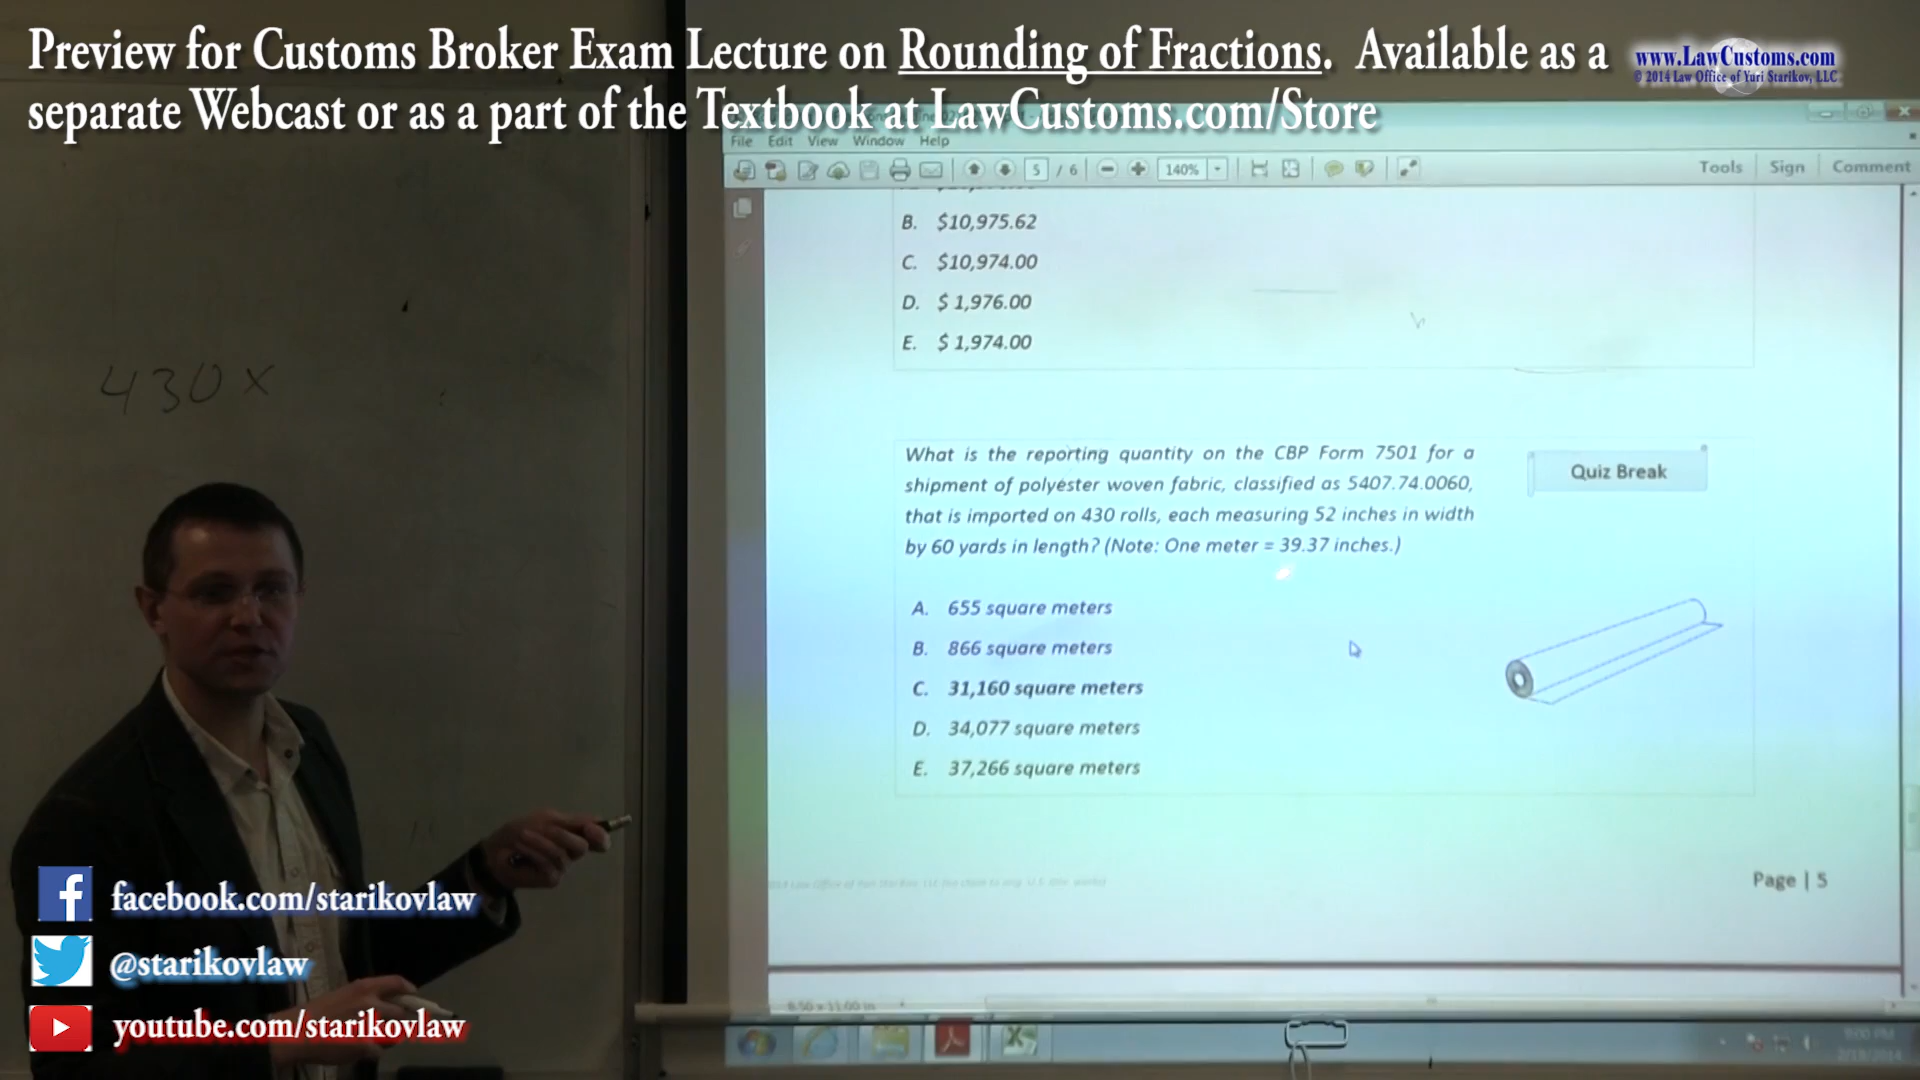 Preview for Customs Broker Exam Lecture on Rounding of Fractions. Available as a
separate Webcast or as a part of the Textbook at LawCustoms.com/Store
www.LawCustoms.com
© 2014 Law Office of Yuri Starikov, LLC
File Edit View Window Help
5 / 6 140% Tools Sign Comment
B. $10,975.62
C. $10,974.00
D. $ 1,976.00
E. $ 1,974.00
430 x
What is the reporting quantity on the CBP Form 7501 for a
shipment of polyester woven fabric, classified as 5407.74.0060,
that is imported on 430 rolls, each measuring 52 inches in width
by 60 yards in length? (Note: One meter = 39.37 inches.)
Quiz Break
A. 655 square meters
B. 866 square meters
C. 31,160 square meters
D. 34,077 square meters
E. 37,266 square meters
Page | 5
8.50 x 11.00 in
facebook.com/starikovlaw
@starikovlaw
youtube.com/starikovlaw